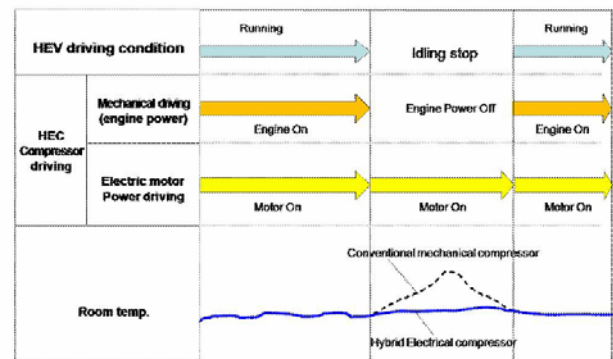 HEV driving condition
Running
Idling stop
Running
HEC
Compressor
driving
Mechanical driving
(engine power)
Engine On
Engine Power Off
Engine On
Electric motor
Power driving
Motor On
Motor On
Motor On
Room temp.
Conventional mechanical compressor
Hybrid Electrical compressor